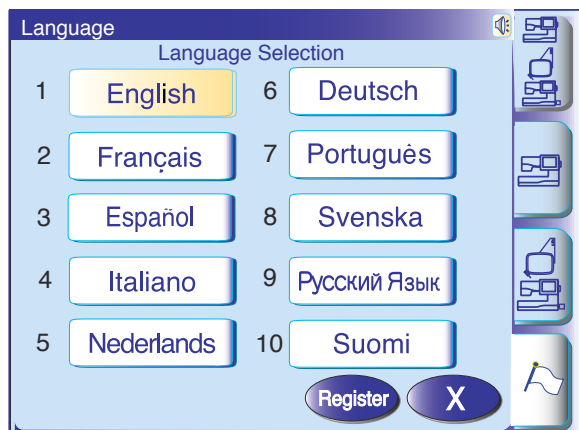 Language
Language Selection
1 English
2 Français
3 Español
4 Italiano
5 Nederlands
6 Deutsch
7 Portuguės
8 Svenska
9 Русский Язык
10 Suomi
Register X